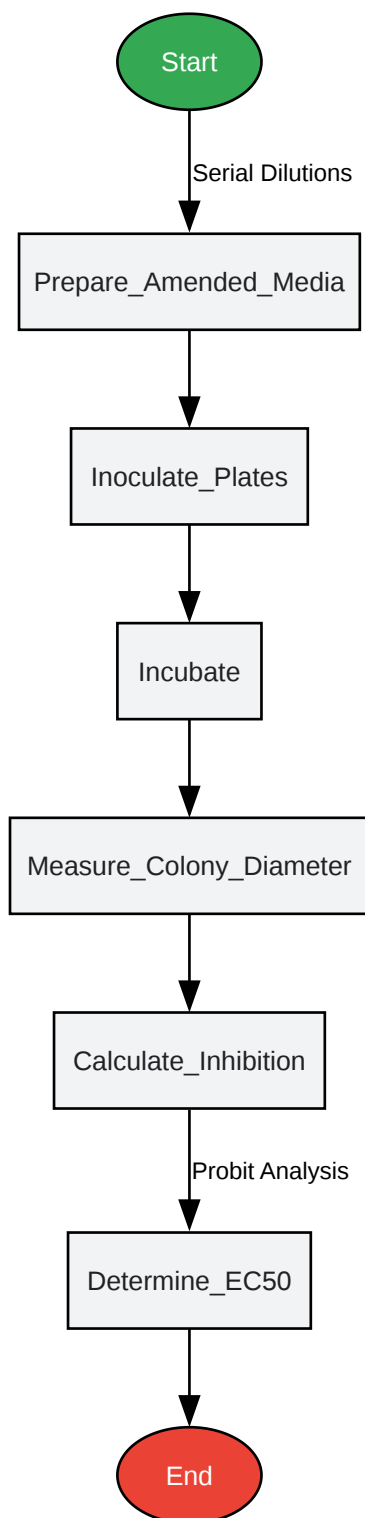 Start
Serial Dilutions
Prepare_Amended_Media
Inoculate_Plates
Incubate
Measure_Colony_Diameter
Calculate_Inhibition
Probit Analysis
Determine_EC50
End